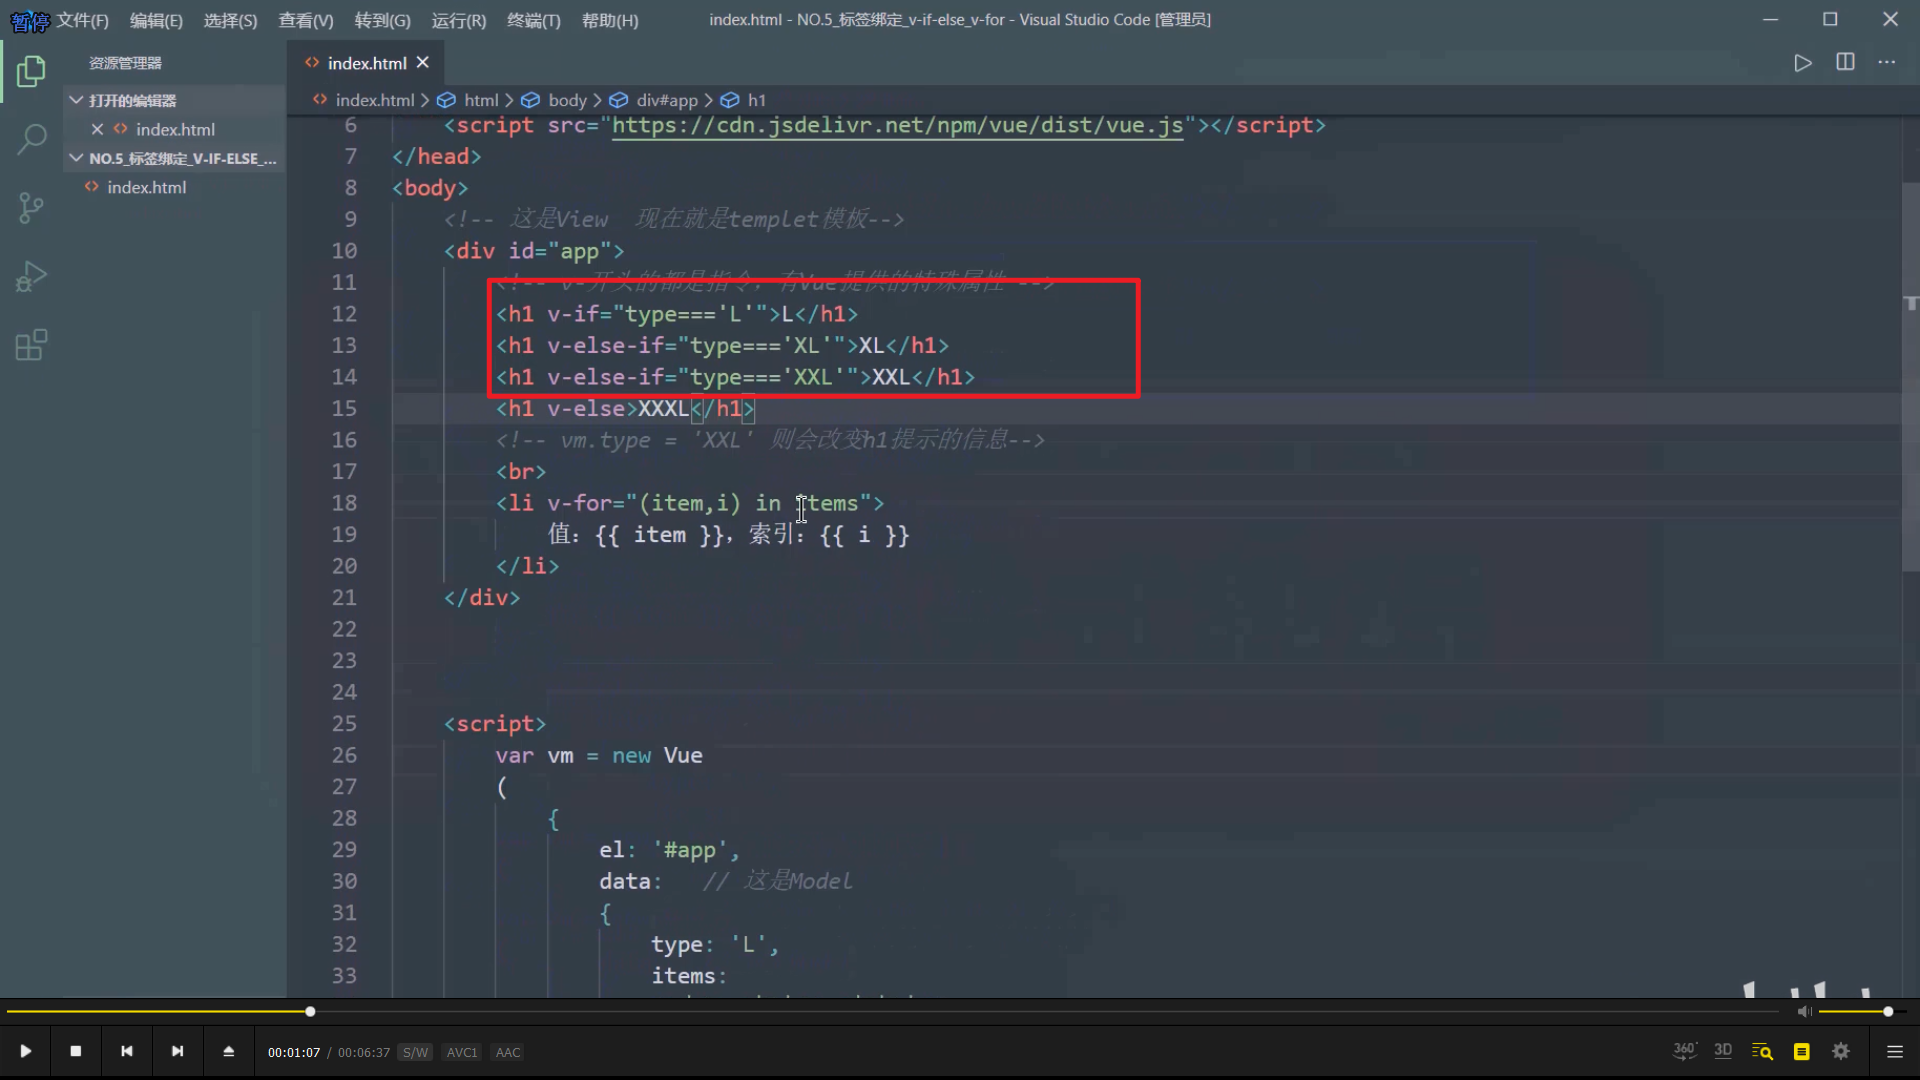 暂停 文件(F) 编辑(E) 选择(S) 查看(V) 转到(G) 运行(R) 终端(T) 帮助(H) index.html - NO.5_标签绑定_v-if-else_v-for - Visual Studio Code [管理员]
资源管理器
index.html
打开的编辑器
index.html
NO.5_标签绑定_V-IF-ELSE_...
index.html
index.html > html > body > div#app > h1
6 <script src="https://cdn.jsdelivr.net/npm/vue/dist/vue.js"></script>
7 </head>
8 <body>
9 <!-- 这是View 现在就是templet模板-->
10 <div id="app">
11 <!-- v-开头的都是指令，有Vue提供的特殊属性 -->
12 <h1 v-if="type==='L'">L</h1>
13 <h1 v-else-if="type==='XL'">XL</h1>
14 <h1 v-else-if="type==='XXL'">XXL</h1>
15 <h1 v-else>XXXL</h1>
16 <!-- vm.type = 'XXL' 则会改变h1提示的信息-->
17 <br>
18 <li v-for="(item,i) in items">
19 值：{{ item }}，索引：{{ i }}
20 </li>
21 </div>
22
23
24
25 <script>
26 var vm = new Vue
27 (
28 {
29 el: '#app',
30 data: // 这是Model
31 {
32 type: 'L',
33 items:
00:01:07 / 00:06:37 S/W AVC1 AAC
360° 3D